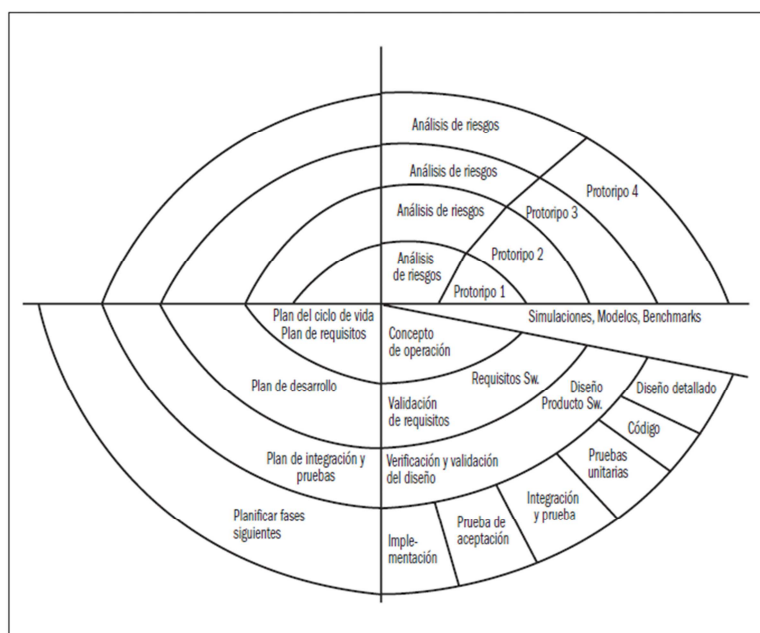 Análisis de riesgos
Análisis de riesgos
Análisis de riesgos
Análisis
de riesgos
Protoripo 1
Protoripo 2
Protoripo 3
Protoripo 4
Simulaciones, Modelos, Benchmarks
Plan del ciclo de vida
Plan de requisitos
Concepto
de operación
Plan de desarrollo
Requisitos Sw.
Validación
de requisitos
Diseño
Producto Sw.
Diseño detallado
Código
Pruebas
unitarias
Plan de integración y
pruebas
Verificación y validación
del diseño
Integración
y prueba
Prueba de
aceptación
Imple-
mentación
Planificar fases
siguientes